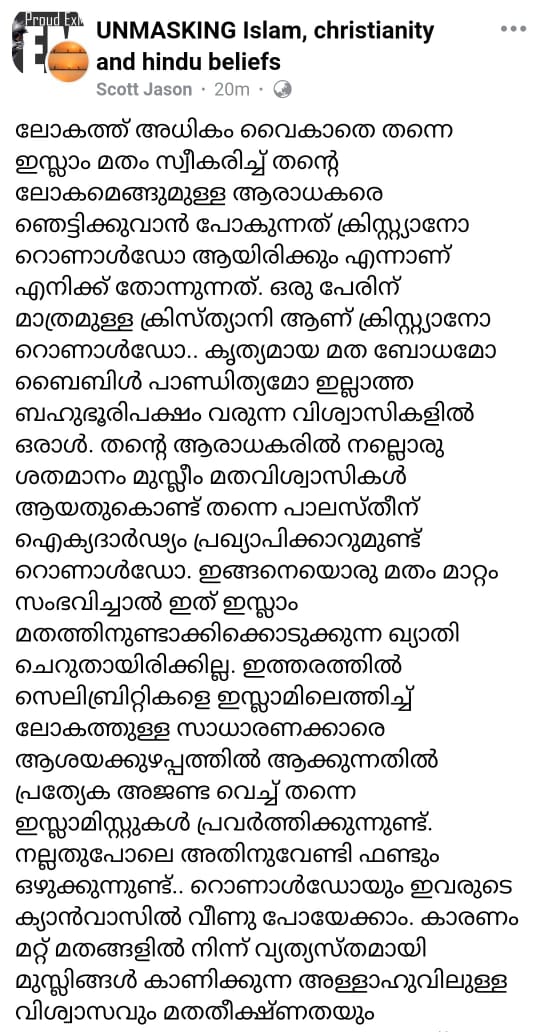 Proud Ex
UNMASKING Islam, christianity
and hindu beliefs
Scott Jason · 20m ·
ലോകത്ത് അധികം വൈകാതെ തന്നെ
ഇസ്ലാം മതം സ്വീകരിച്ച് തന്റെ
ലോകമെങ്ങുമുള്ള ആരാധകരെ
ഞെട്ടിക്കുവാൻ പോകുന്നത് ക്രിസ്റ്റ്യാനോ
റൊണാൾഡോ ആയിരിക്കും എന്നാണ്
എനിക്ക് തോന്നുന്നത്. ഒരു പേരിന്
മാത്രമുള്ള ക്രിസ്ത്യാനി ആണ് ക്രിസ്റ്റ്യാനോ
റൊണാൾഡോ.. കൃത്യമായ മത ബോധമോ
ബൈബിൾ പാണ്ഡിത്യമോ ഇല്ലാത്ത
ബഹുഭൂരിപക്ഷം വരുന്ന വിശ്വാസികളിൽ
ഒരാൾ. തന്റെ ആരാധകരിൽ നല്ലൊരു
ശതമാനം മുസ്ലീം മതവിശ്വാസികൾ
ആയതുകൊണ്ട് തന്നെ പാലസ്തീന്
ഐക്യദാർഢ്യം പ്രഖ്യാപിക്കാറുമുണ്ട്
റൊണാൾഡോ. ഇങ്ങനെയൊരു മതം മാറ്റം
സംഭവിച്ചാൽ ഇത് ഇസ്ലാം
മതത്തിനുണ്ടാക്കിക്കൊടുക്കുന്ന ഖ്യാതി
ചെറുതായിരിക്കില്ല. ഇത്തരത്തിൽ
സെലിബ്രിറ്റികളെ ഇസ്ലാമിലെത്തിച്ച്
ലോകത്തുള്ള സാധാരണക്കാരെ
ആശയക്കുഴപ്പത്തിൽ ആക്കുന്നതിൽ
പ്രത്യേക അജണ്ട വെച്ച് തന്നെ
ഇസ്ലാമിസ്റ്റുകൾ പ്രവർത്തിക്കുന്നുണ്ട്.
നല്ലതുപോലെ അതിനുവേണ്ടി ഫണ്ടും
ഒഴുക്കുന്നുണ്ട്.. റൊണാൾഡോയും ഇവരുടെ
ക്യാൻവാസിൽ വീണു പോയേക്കാം. കാരണം
മറ്റ് മതങ്ങളിൽ നിന്ന് വ്യത്യസ്തമായി
മുസ്ലിങ്ങൾ കാണിക്കുന്ന അള്ളാഹുവിലുള്ള
വിശ്വാസവും മതതീക്ഷ്ണതയും